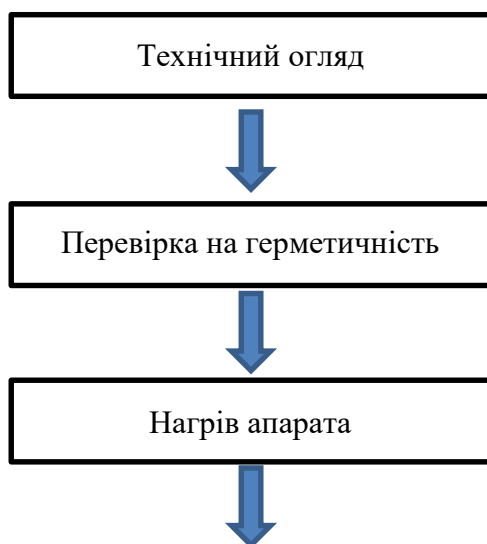 Технічний огляд
Перевірка на герметичність
Нагрів апарата